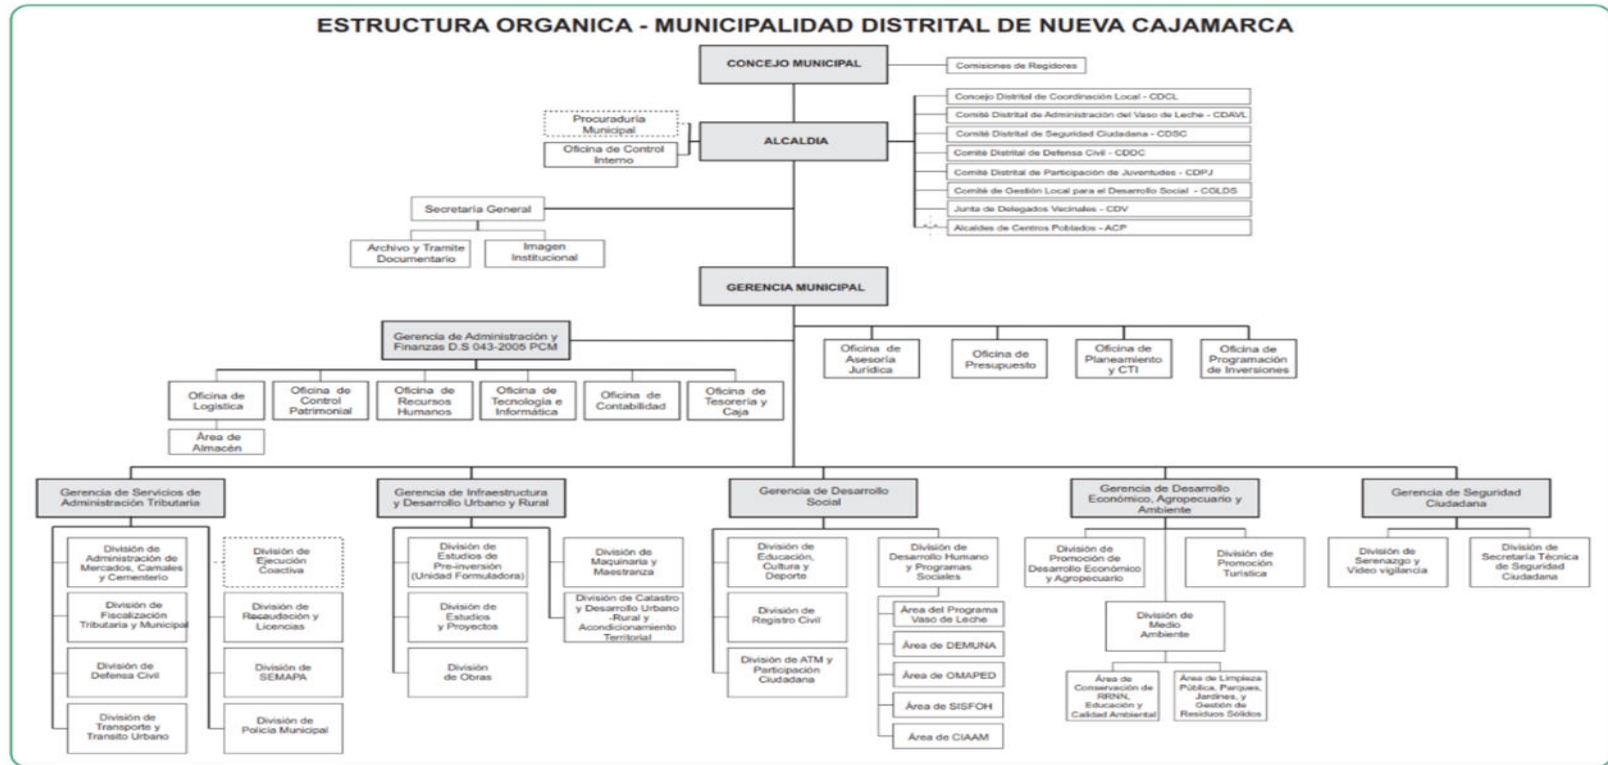 ESTRUCTURA ORGANICA - MUNICIPALIDAD DISTRITAL DE NUEVA CAJAMARCA
CONCEJO MUNICIPAL
Comisiones de Regidores
Concejo Distrital de Coordinación Local - CDCL
Comité Distrital de Administración del Vaso de Leche - CDAVL
Comité Distrital de Seguridad Ciudadana - CDSC
Comité Distrital de Defensa Civil - CDDC
Comité Distrital de Participación de Juventudes - CDPJ
Comité de Gestión Local para el Desarrollo Social - CGLDS
Junta de Delegados Vecinales - CDV
Alcaldes de Centros Poblados - ACP
Procuraduría
Municipal
Oficina de Control
Interno
ALCALDIA
Secretaría General
Archivo y Tramite
Documentario
Imagen
Institucional
GERENCIA MUNICIPAL
Gerencia de Administración y
Finanzas D.S 043-2005 PCM
Oficina de
Asesoría
Jurídica
Oficina de
Presupuesto
Oficina de
Planeamiento
y CTI
Oficina de
Programación
de Inversiones
Oficina de
Logística
Oficina de
Control
Patrimonial
Oficina de
Recursos
Humanos
Oficina de
Tecnología e
Informática
Oficina de
Contabilidad
Oficina de
Tesorería y
Caja
Área de
Almacén
Gerencia de Servicios de
Administración Tributaria
División de
Administración de
Mercados, Camales
y Cementerio
División de
Ejecución
Coactiva
División de
Fiscalización
Tributaria y Municipal
División de
Recaudación y
Licencias
División de
Defensa Civil
División de
SEMAPA
División de
Transporte y
Transito Urbano
División de
Policía Municipal
Gerencia de Infraestructura
y Desarrollo Urbano y Rural
División de
Estudios de
Pre-inversión
(Unidad Formuladora)
División de
Maquinaria y
Maestranza
División de
Estudios
y Proyectos
División de Catastro
y Desarrollo Urbano
-Rural y
Acondicionamiento
Territorial
División
de Obras
Gerencia de Desarrollo
Social
División de
Educación,
Cultura y
Deporte
División de
Desarrollo Humano
y Programas
Sociales
División de
Registro Civil
División de ATM y
Participación
Ciudadana
Área del Programa
Vaso de Leche
Área de DEMUNA
Área de OMAPED
Área de SISFOH
Área de CIAAM
Gerencia de Desarrollo
Económico, Agropecuario y
Ambiente
División de
Promoción de
Desarrollo Económico
y Agropecuario
División de
Promoción
Turística
División de
Medio
Ambiente
Área de
Conservación de
RRNN,
Educación y
Calidad Ambiental
Área de Limpieza
Pública, Parques,
Jardines, y
Gestión de
Residuos Sólidos
Gerencia de Seguridad
Ciudadana
División de
Serenazgo y
Video vigilancia
División de
Secretaría Técnica
de Seguridad
Ciudadana